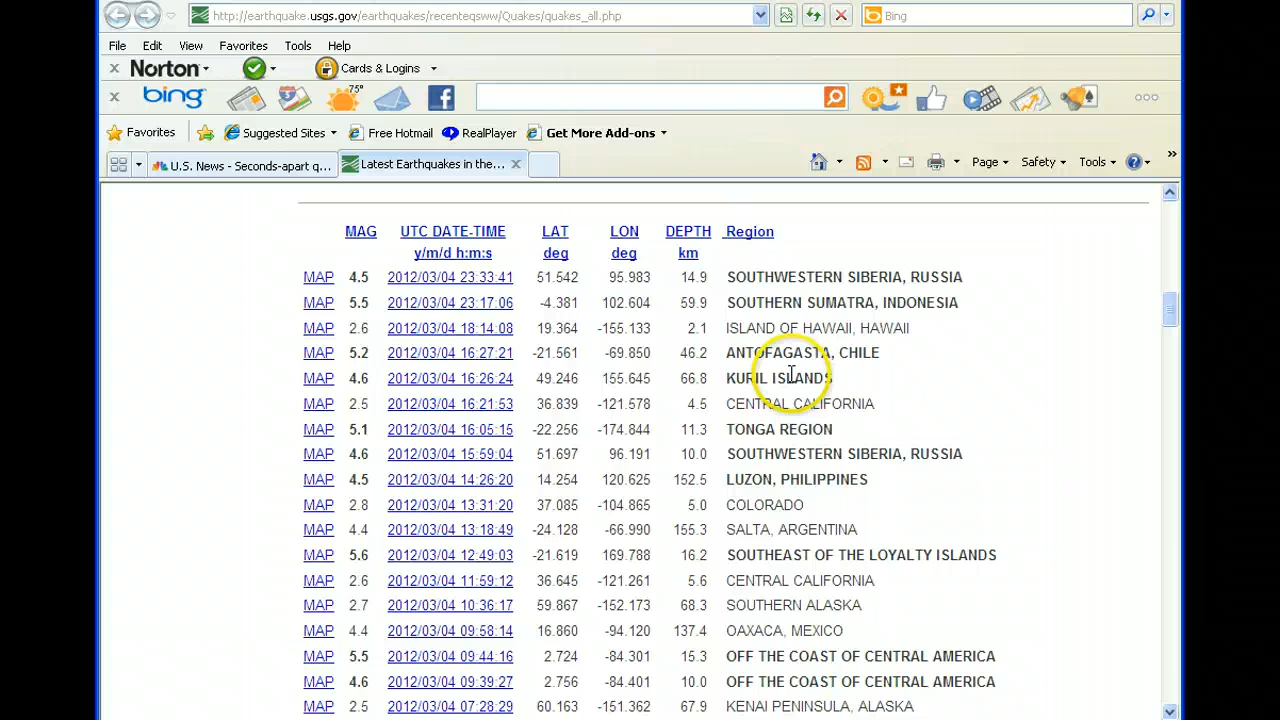 http://earthquake.usgs.gov/earthquakes/recenteqsww/Quakes/quakes_all.php Bing
File Edit View Favorites Tools Help
x Norton Cards & Logins
x bing 75° f
Favorites Suggested Sites Free Hotmail RealPlayer Get More Add-ons
U.S. News - Seconds-apart q... Latest Earthquakes in the... x Page Safety Tools »
MAG UTC DATE-TIME LAT LON DEPTH Region
y/m/d h:m:s deg deg km
MAP 4.5 2012/03/04 23:33:41 51.542 95.983 14.9 SOUTHWESTERN SIBERIA, RUSSIA
MAP 5.5 2012/03/04 23:17:06 -4.381 102.604 59.9 SOUTHERN SUMATRA, INDONESIA
MAP 2.6 2012/03/04 18:14:08 19.364 -155.133 2.1 ISLAND OF HAWAII, HAWAII
MAP 5.2 2012/03/04 16:27:21 -21.561 -69.850 46.2 ANTOFAGASTA, CHILE
MAP 4.6 2012/03/04 16:26:24 49.246 155.645 66.8 KURIL ISLANDS
MAP 2.5 2012/03/04 16:21:53 36.839 -121.578 4.5 CENTRAL CALIFORNIA
MAP 5.1 2012/03/04 16:05:15 -22.256 -174.844 11.3 TONGA REGION
MAP 4.6 2012/03/04 15:59:04 51.697 96.191 10.0 SOUTHWESTERN SIBERIA, RUSSIA
MAP 4.5 2012/03/04 14:26:20 14.254 120.625 152.5 LUZON, PHILIPPINES
MAP 2.8 2012/03/04 13:31:20 37.085 -104.865 5.0 COLORADO
MAP 4.4 2012/03/04 13:18:49 -24.128 -66.990 155.3 SALTA, ARGENTINA
MAP 5.6 2012/03/04 12:49:03 -21.619 169.788 16.2 SOUTHEAST OF THE LOYALTY ISLANDS
MAP 2.6 2012/03/04 11:59:12 36.645 -121.261 5.6 CENTRAL CALIFORNIA
MAP 2.7 2012/03/04 10:36:17 59.867 -152.173 68.3 SOUTHERN ALASKA
MAP 4.4 2012/03/04 09:58:14 16.860 -94.120 137.4 OAXACA, MEXICO
MAP 5.5 2012/03/04 09:44:16 2.724 -84.301 15.3 OFF THE COAST OF CENTRAL AMERICA
MAP 4.6 2012/03/04 09:39:27 2.756 -84.401 10.0 OFF THE COAST OF CENTRAL AMERICA
MAP 2.5 2012/03/04 07:28:29 60.163 -151.362 67.9 KENAI PENINSULA, ALASKA